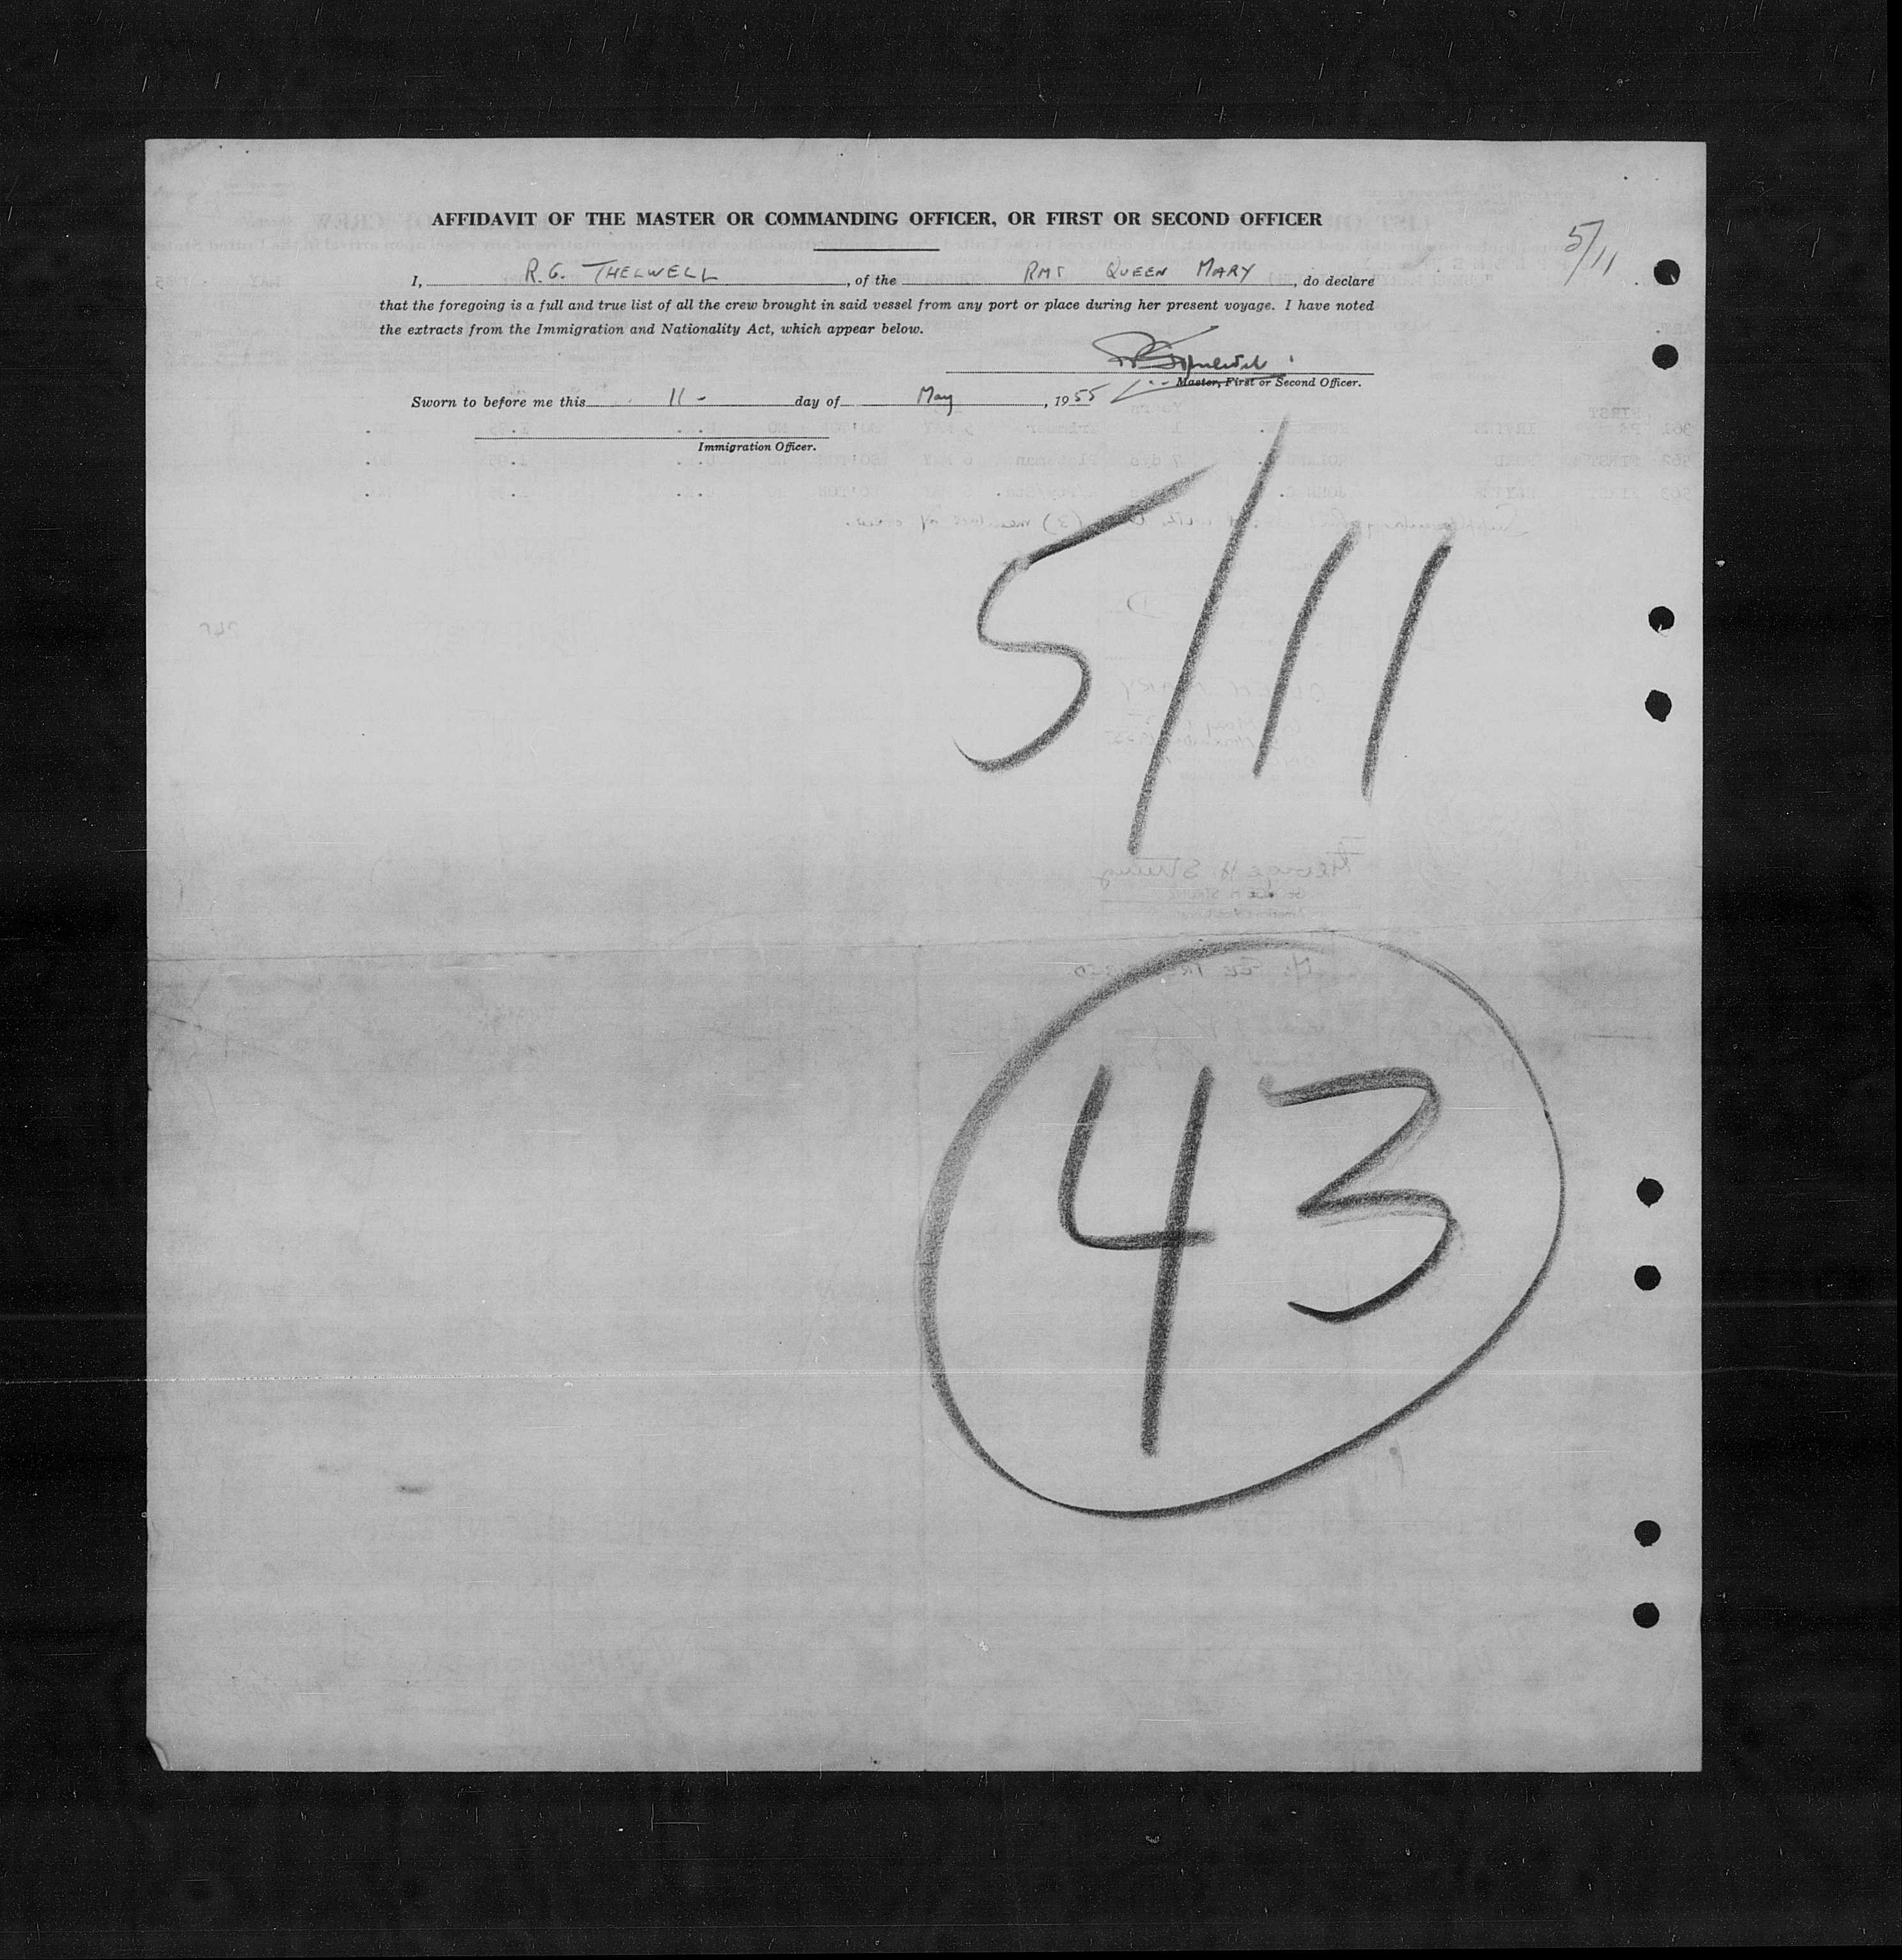 AFFIDAVIT OF THE MASTER OR COMMANDING OFFICER, OR FIRST OR SECOND OFFICER
5/11
I, R.G. THELWELL, of the RMS QUEEN MARY, do declare
that the foregoing is a full and true list of all the crew brought in said vessel from any port or place during her present voyage. I have noted
the extracts from the Immigration and Nationality Act, which appear below.
Master, First or Second Officer.
Sworn to before me this 11 - day of May, 1955
Immigration Officer.
5/11
43